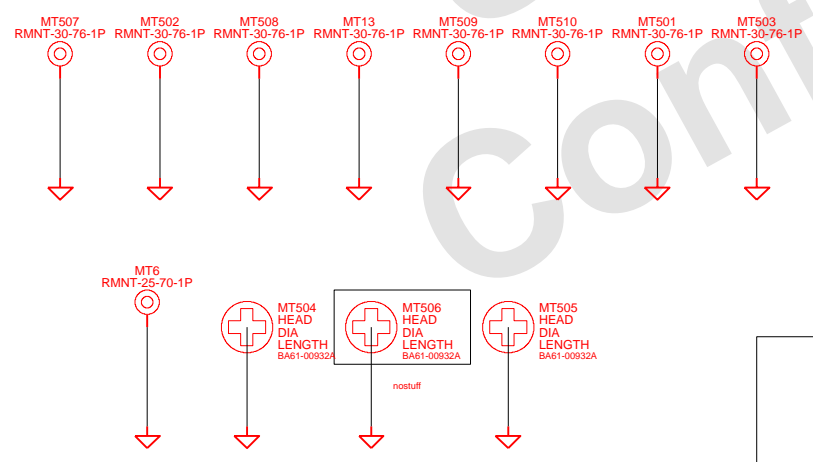 MT507 MT502 MT508 MT13 MT509 MT510 MT501 MT503
RMNT-30-76-1P RMNT-30-76-1P RMNT-30-76-1P RMNT-30-76-1P RMNT-30-76-1P RMNT-30-76-1P RMNT-30-76-1P RMNT-30-76-1P
Conf
MT6
RMNT-25-70-1P
MT504
HEAD
DIA
LENGTH
BA61-00932A
MT506
HEAD
DIA
LENGTH
BA61-00932A
nostuff
MT505
HEAD
DIA
LENGTH
BA61-00932A